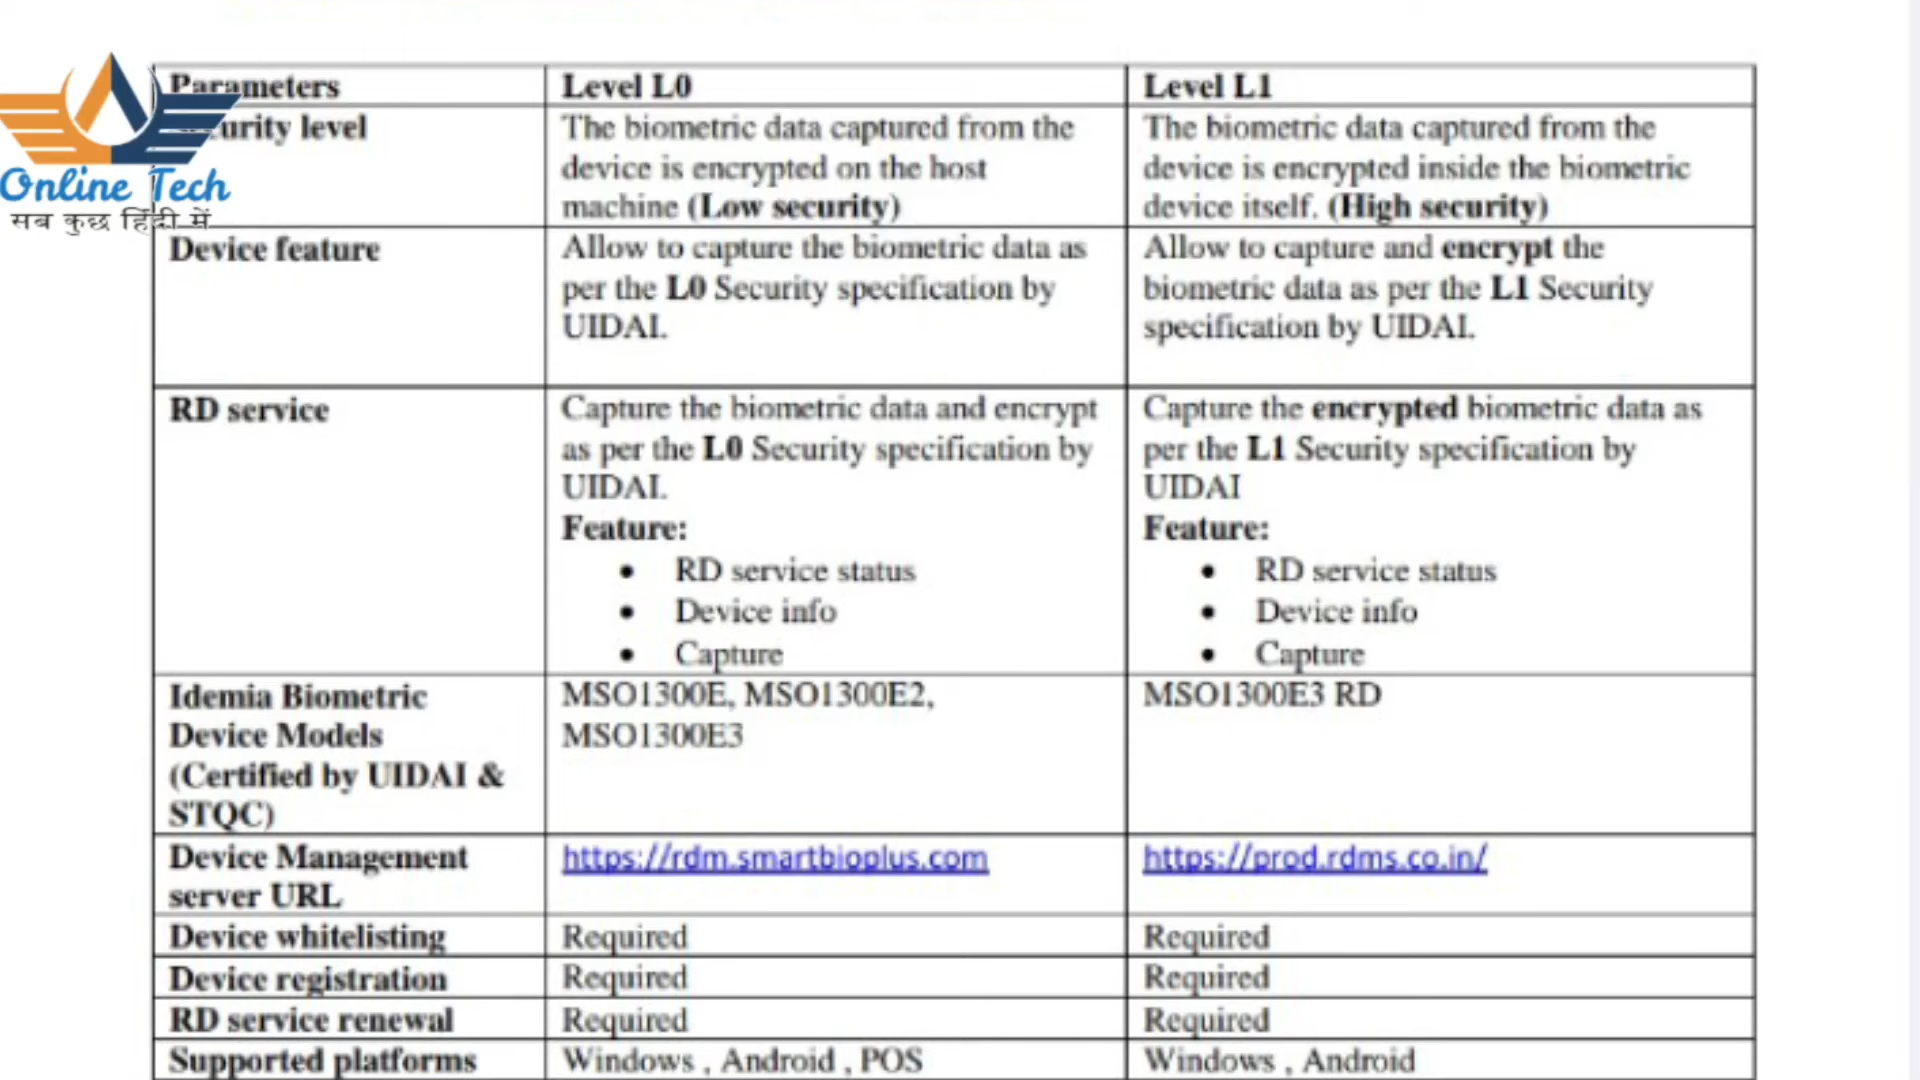 Parameters
Level L0
Level L1
Security level
The biometric data captured from the
device is encrypted on the host
machine (Low security)
The biometric data captured from the
device is encrypted inside the biometric
device itself. (High security)
Online Tech
सब कुछ हिंदी में
Device feature
Allow to capture the biometric data as
per the L0 Security specification by
UIDAI.
Allow to capture and encrypt the
biometric data as per the L1 Security
specification by UIDAI.
RD service
Capture the biometric data and encrypt
as per the L0 Security specification by
UIDAI.
Feature:
• RD service status
• Device info
• Capture
Capture the encrypted biometric data as
per the L1 Security specification by
UIDAI
Feature:
• RD service status
• Device info
• Capture
Idemia Biometric
Device Models
(Certified by UIDAI &
STQC)
MSO1300E, MSO1300E2,
MSO1300E3
MSO1300E3 RD
Device Management
server URL
https://rdm.smartbioplus.com
https://prod.rdms.co.in/
Device whitelisting
Required
Required
Device registration
Required
Required
RD service renewal
Required
Required
Supported platforms
Windows , Android , POS
Windows , Android